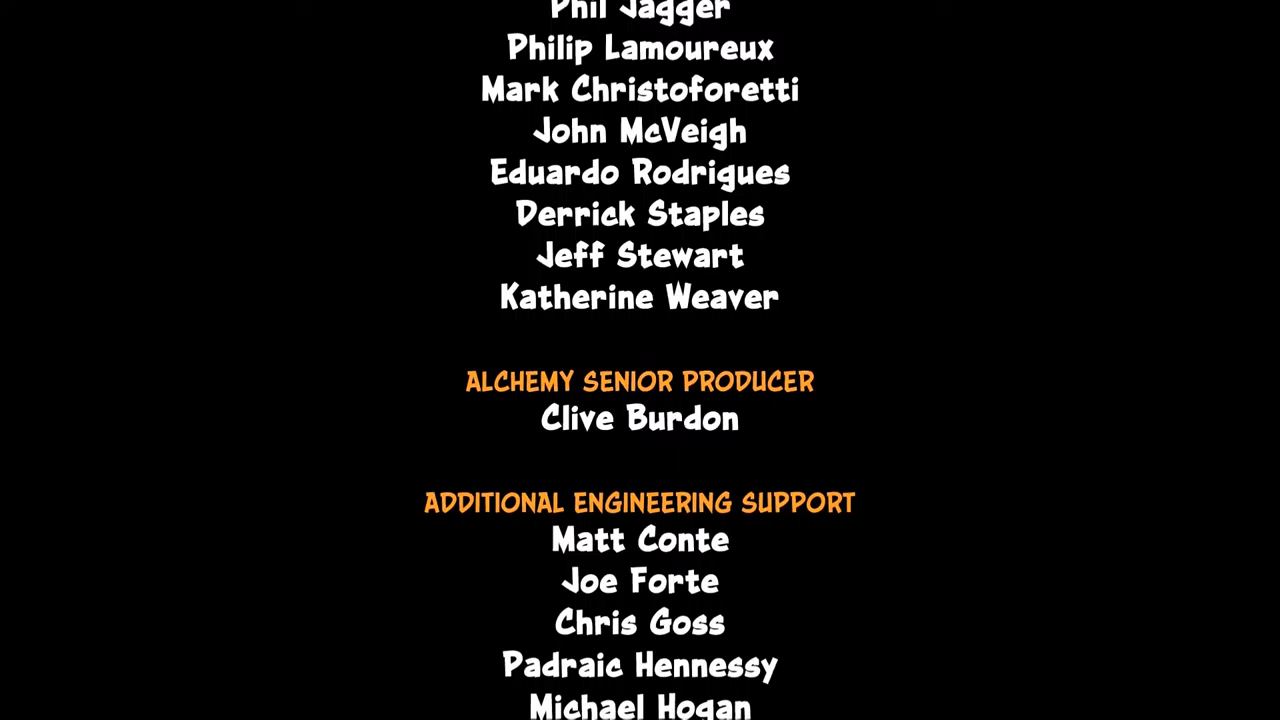 Phil Jagger
Philip Lamoureux
Mark Christoforetti
John McVeigh
Eduardo Rodrigues
Derrick Staples
Jeff Stewart
Katherine Weaver
ALCHEMY SENIOR PRODUCER
Clive Burdon
ADDITIONAL ENGINEERING SUPPORT
Matt Conte
Joe Forte
Chris Goss
Padraic Hennessy
Michael Hogan